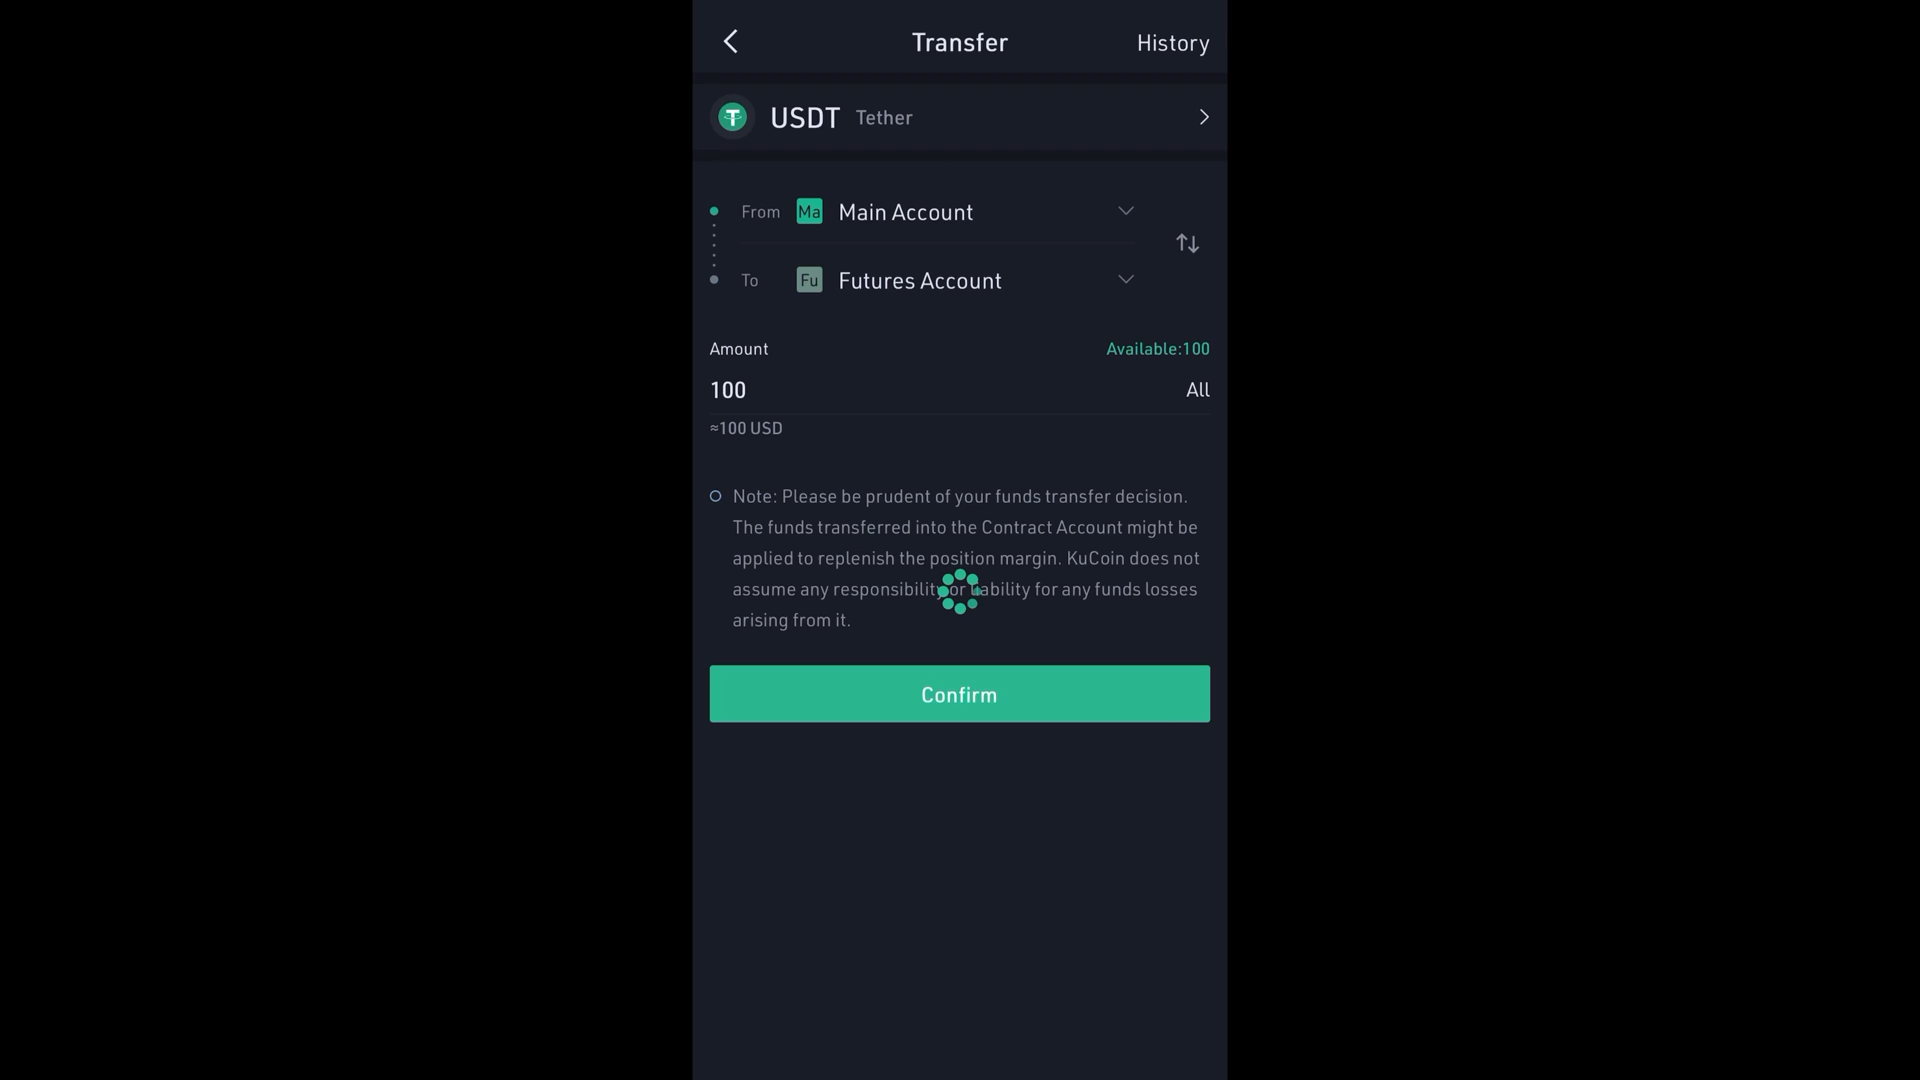 Transfer
History
USDT Tether
From Ma Main Account
To Fu Futures Account
Amount
Available:100
100
All
≈100 USD
Note: Please be prudent of your funds transfer decision.
The funds transferred into the Contract Account might be
applied to replenish the position margin. KuCoin does not
assume any responsibility or liability for any funds losses
arising from it.
Confirm